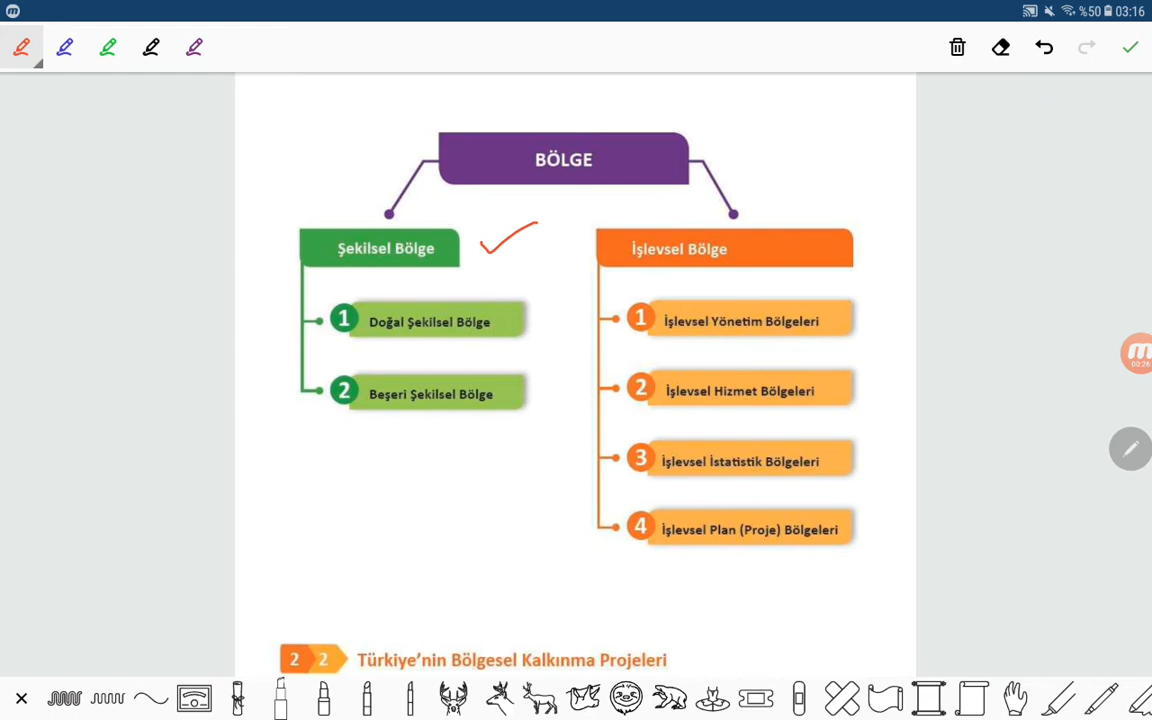 %50 03:16
BÖLGE
Şekilsel Bölge
1 Doğal Şekilsel Bölge
2 Beşeri Şekilsel Bölge
İşlevsel Bölge
1 İşlevsel Yönetim Bölgeleri
2 İşlevsel Hizmet Bölgeleri
3 İşlevsel İstatistik Bölgeleri
4 İşlevsel Plan (Proje) Bölgeleri
00:26
2 2 Türkiye'nin Bölgesel Kalkınma Projeleri